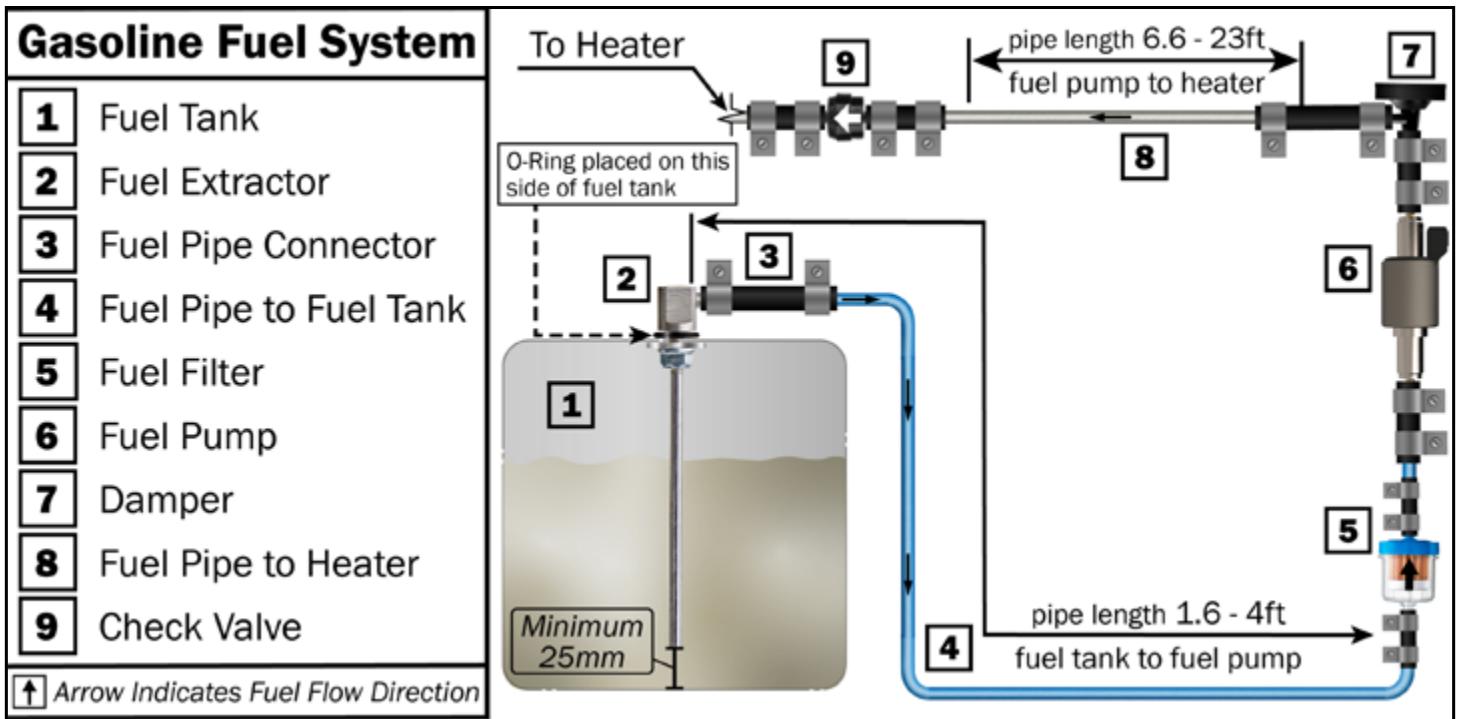 Gasoline Fuel System
1 Fuel Tank
2 Fuel Extractor
3 Fuel Pipe Connector
4 Fuel Pipe to Fuel Tank
5 Fuel Filter
6 Fuel Pump
7 Damper
8 Fuel Pipe to Heater
9 Check Valve
Arrow Indicates Fuel Flow Direction
To Heater
9
pipe length 6.6 - 23ft
fuel pump to heater
7
8
O-Ring placed on this
side of fuel tank
2
3
6
1
5
Minimum
25mm
4
pipe length 1.6 - 4ft
fuel tank to fuel pump